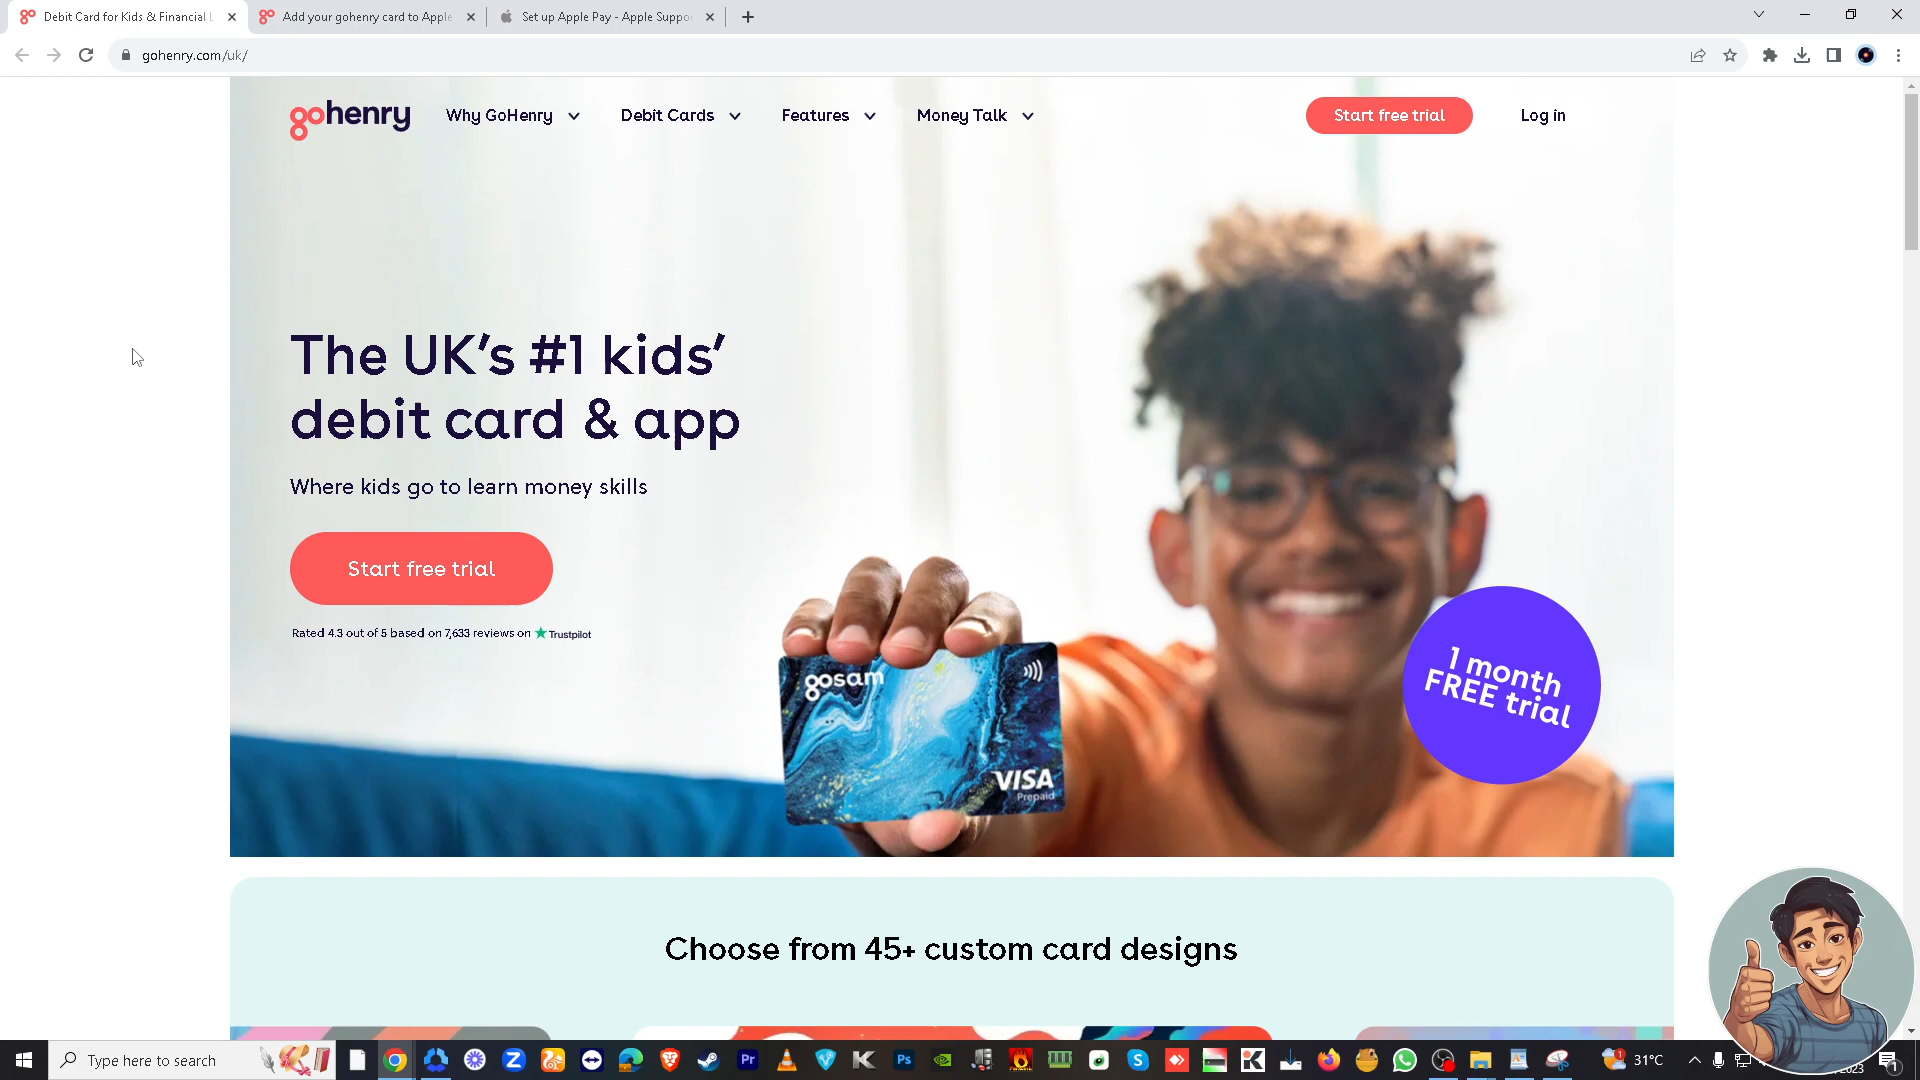 Debit Card for Kids & Financial L
Add your gohenry card to Apple
Set up Apple Pay - Apple Suppo
gohenry.com/uk/
gohenry
Why GoHenry
Debit Cards
Features
Money Talk
Start free trial
Log in
The UK's #1 kids'
debit card & app
Where kids go to learn money skills
Start free trial
Rated 4.3 out of 5 based on 7,633 reviews on Trustpilot
gosam
VISA
Prepaid
1 month
FREE trial
Choose from 45+ custom card designs
Type here to search
31°C
2023